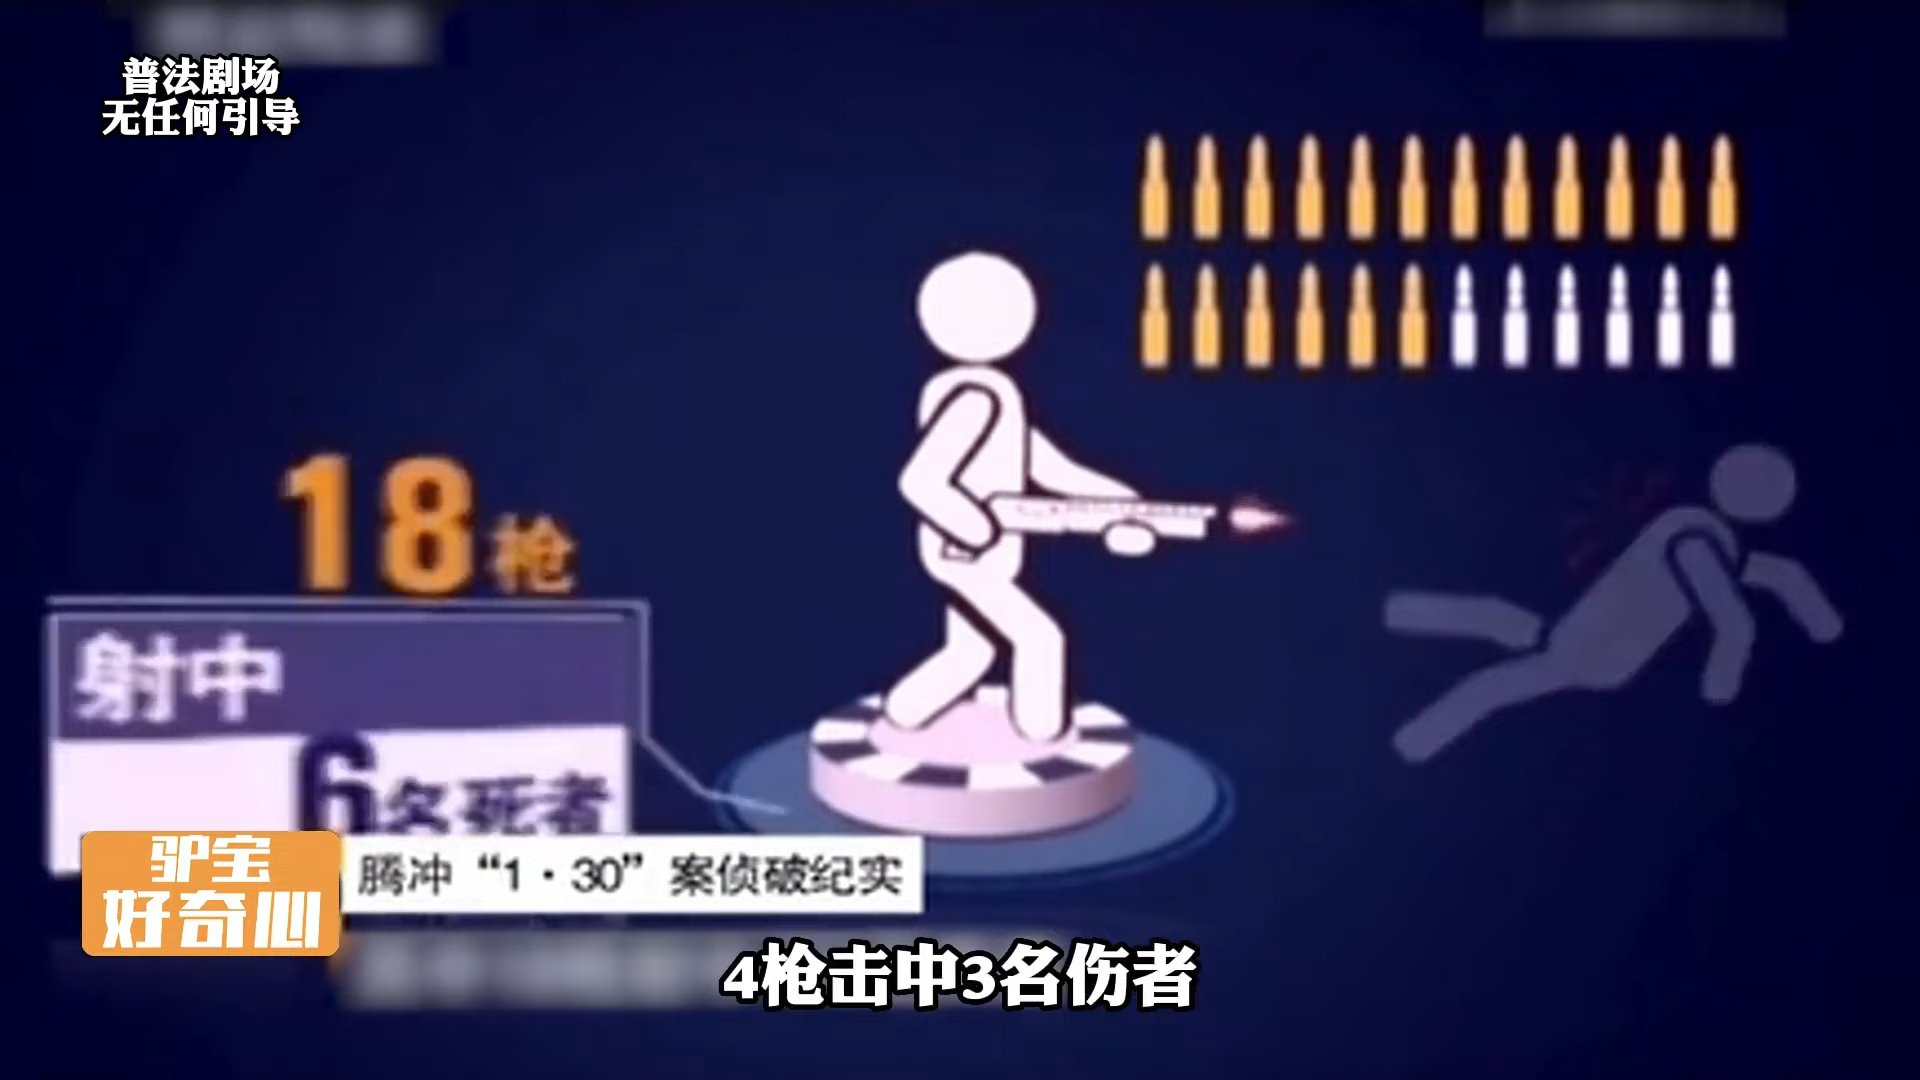 普法剧场
无任何引导
18枪
射中
6名死者
驴宝
好奇心
腾冲“1·30”案侦破纪实
4枪击中3名伤者